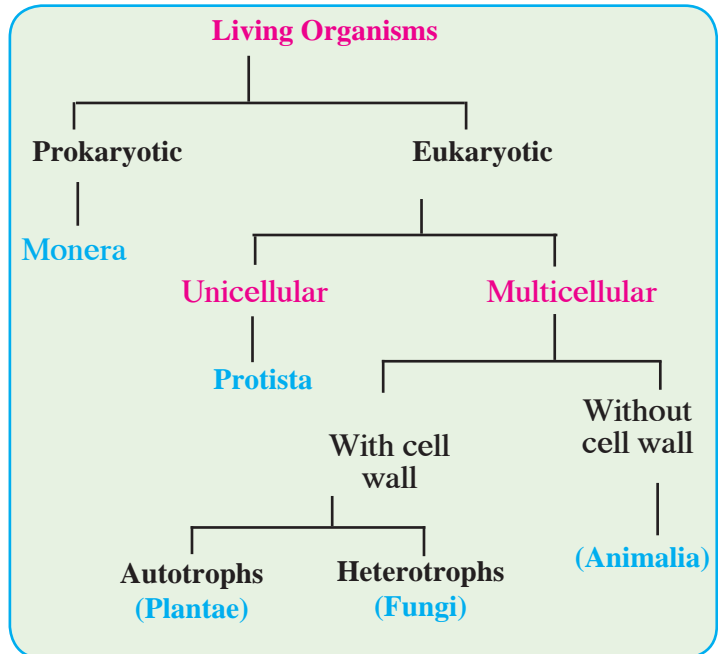 Living Organisms
Prokaryotic Eukaryotic
Monera
Unicellular Multicellular
Protista
Without
cell wall
With cell
wall
Autotrophs Heterotrophs (Animalia)
(Plantae) (Fungi)